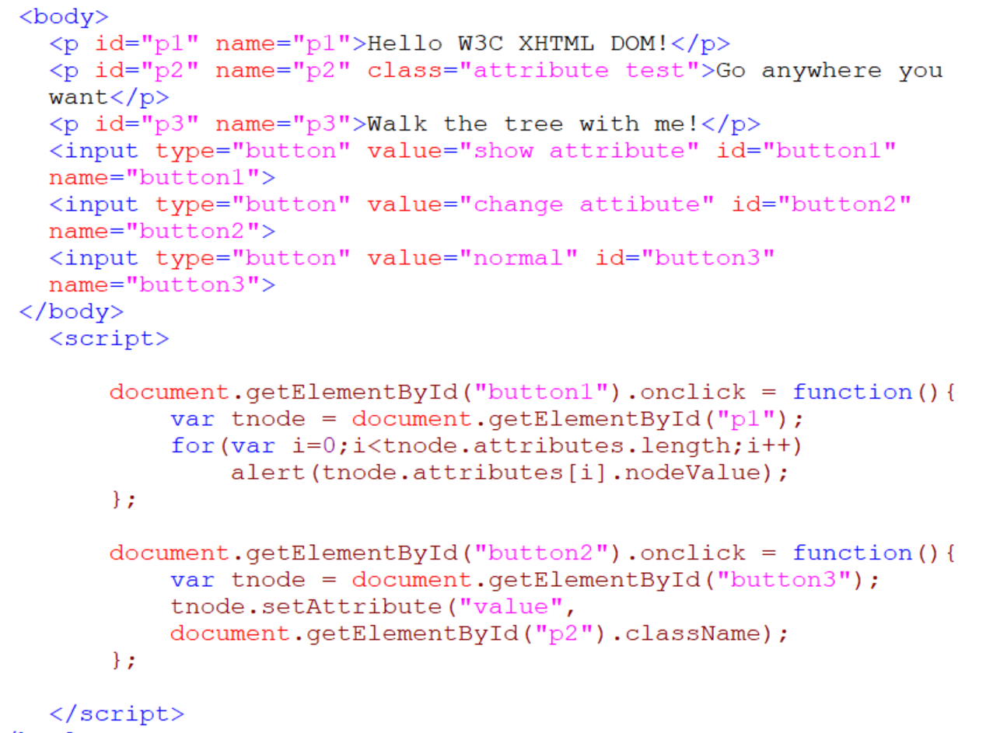 <body>
<p id="p1" name="p1">Hello W3C XHTML DOM!</p>
<p id="p2" name="p2" class="attribute test">Go anywhere you
want</p>
<p id="p3" name="p3">Walk the tree with me!</p>
<input type="button" value="show attribute" id="button1"
name="button1">
<input type="button" value="change attibute" id="button2"
name="button2">
<input type="button" value="normal" id="button3"
name="button3">
</body>
<script>
document.getElementById("button1").onclick = function(){
var tnode = document.getElementById("p1");
for(var i=0;i<tnode.attributes.length;i++)
alert(tnode.attributes[i].nodeValue);
};
document.getElementById("button2").onclick = function(){
var tnode = document.getElementById("button3");
tnode.setAttribute("value",
document.getElementById("p2").className);
};
</script>